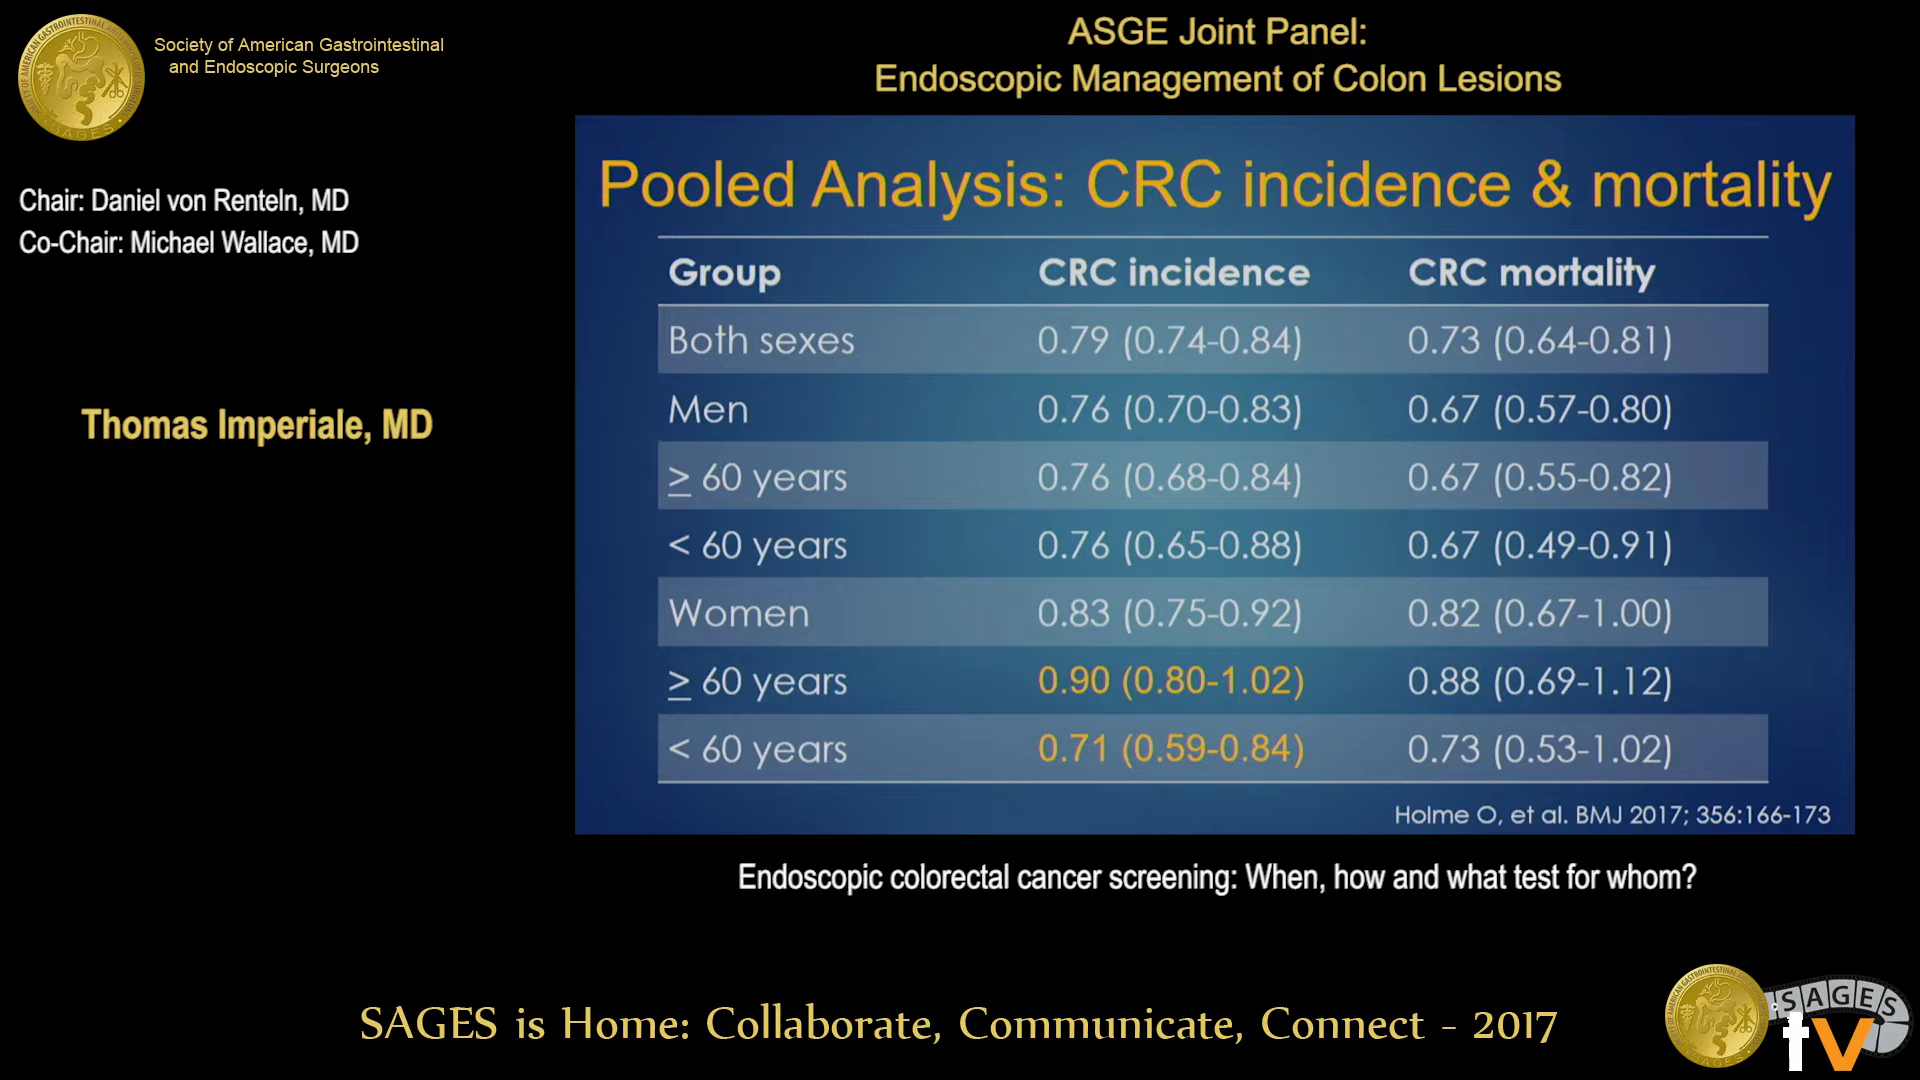 Society of American Gastrointestinal
and Endoscopic Surgeons
ASGE Joint Panel:
Endoscopic Management of Colon Lesions
Chair: Daniel von Renteln, MD
Co-Chair: Michael Wallace, MD
Thomas Imperiale, MD
Pooled Analysis: CRC incidence & mortality
Group CRC incidence CRC mortality
Both sexes 0.79 (0.74-0.84) 0.73 (0.64-0.81)
Men 0.76 (0.70-0.83) 0.67 (0.57-0.80)
≥ 60 years 0.76 (0.68-0.84) 0.67 (0.55-0.82)
< 60 years 0.76 (0.65-0.88) 0.67 (0.49-0.91)
Women 0.83 (0.75-0.92) 0.82 (0.67-1.00)
≥ 60 years 0.90 (0.80-1.02) 0.88 (0.69-1.12)
< 60 years 0.71 (0.59-0.84) 0.73 (0.53-1.02)
Holme O, et al. BMJ 2017; 356:166-173
Endoscopic colorectal cancer screening: When, how and what test for whom?
SAGES is Home: Collaborate, Communicate, Connect - 2017
SAGES
tv